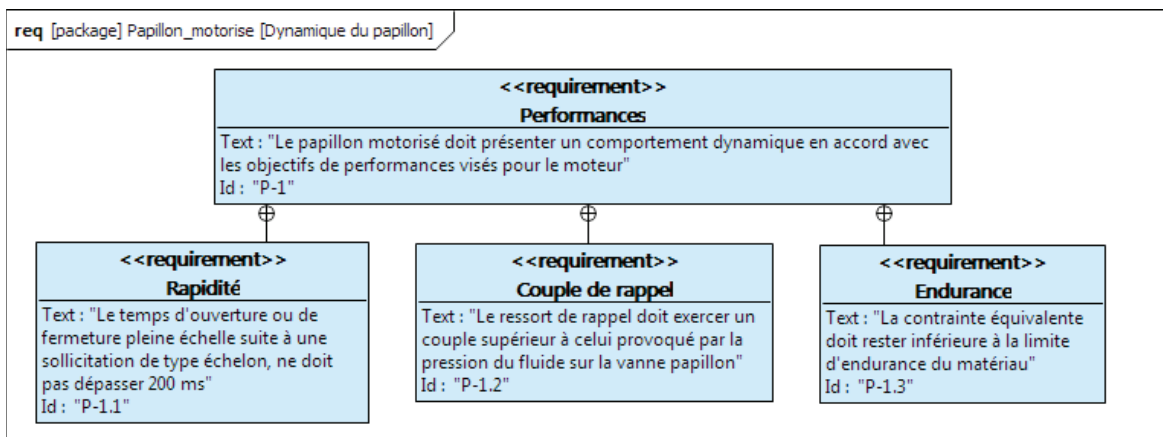 req [package] Papillon_motorise [Dynamique du papillon]
<<requirement>>
Performances
Text : "Le papillon motorisé doit présenter un comportement dynamique en accord avec
les objectifs de performances visés pour le moteur"
Id : "P-1"
<<requirement>>
Rapidité
Text : "Le temps d'ouverture ou de
fermeture pleine échelle suite à une
sollicitation de type échelon, ne doit
pas dépasser 200 ms"
Id : "P-1.1"
<<requirement>>
Couple de rappel
Text : "Le ressort de rappel doit exercer un
couple supérieur à celui provoqué par la
pression du fluide sur la vanne papillon"
Id : "P-1.2"
<<requirement>>
Endurance
Text : "La contrainte équivalente
doit rester inférieure à la limite
d'endurance du matériau"
Id : "P-1.3"